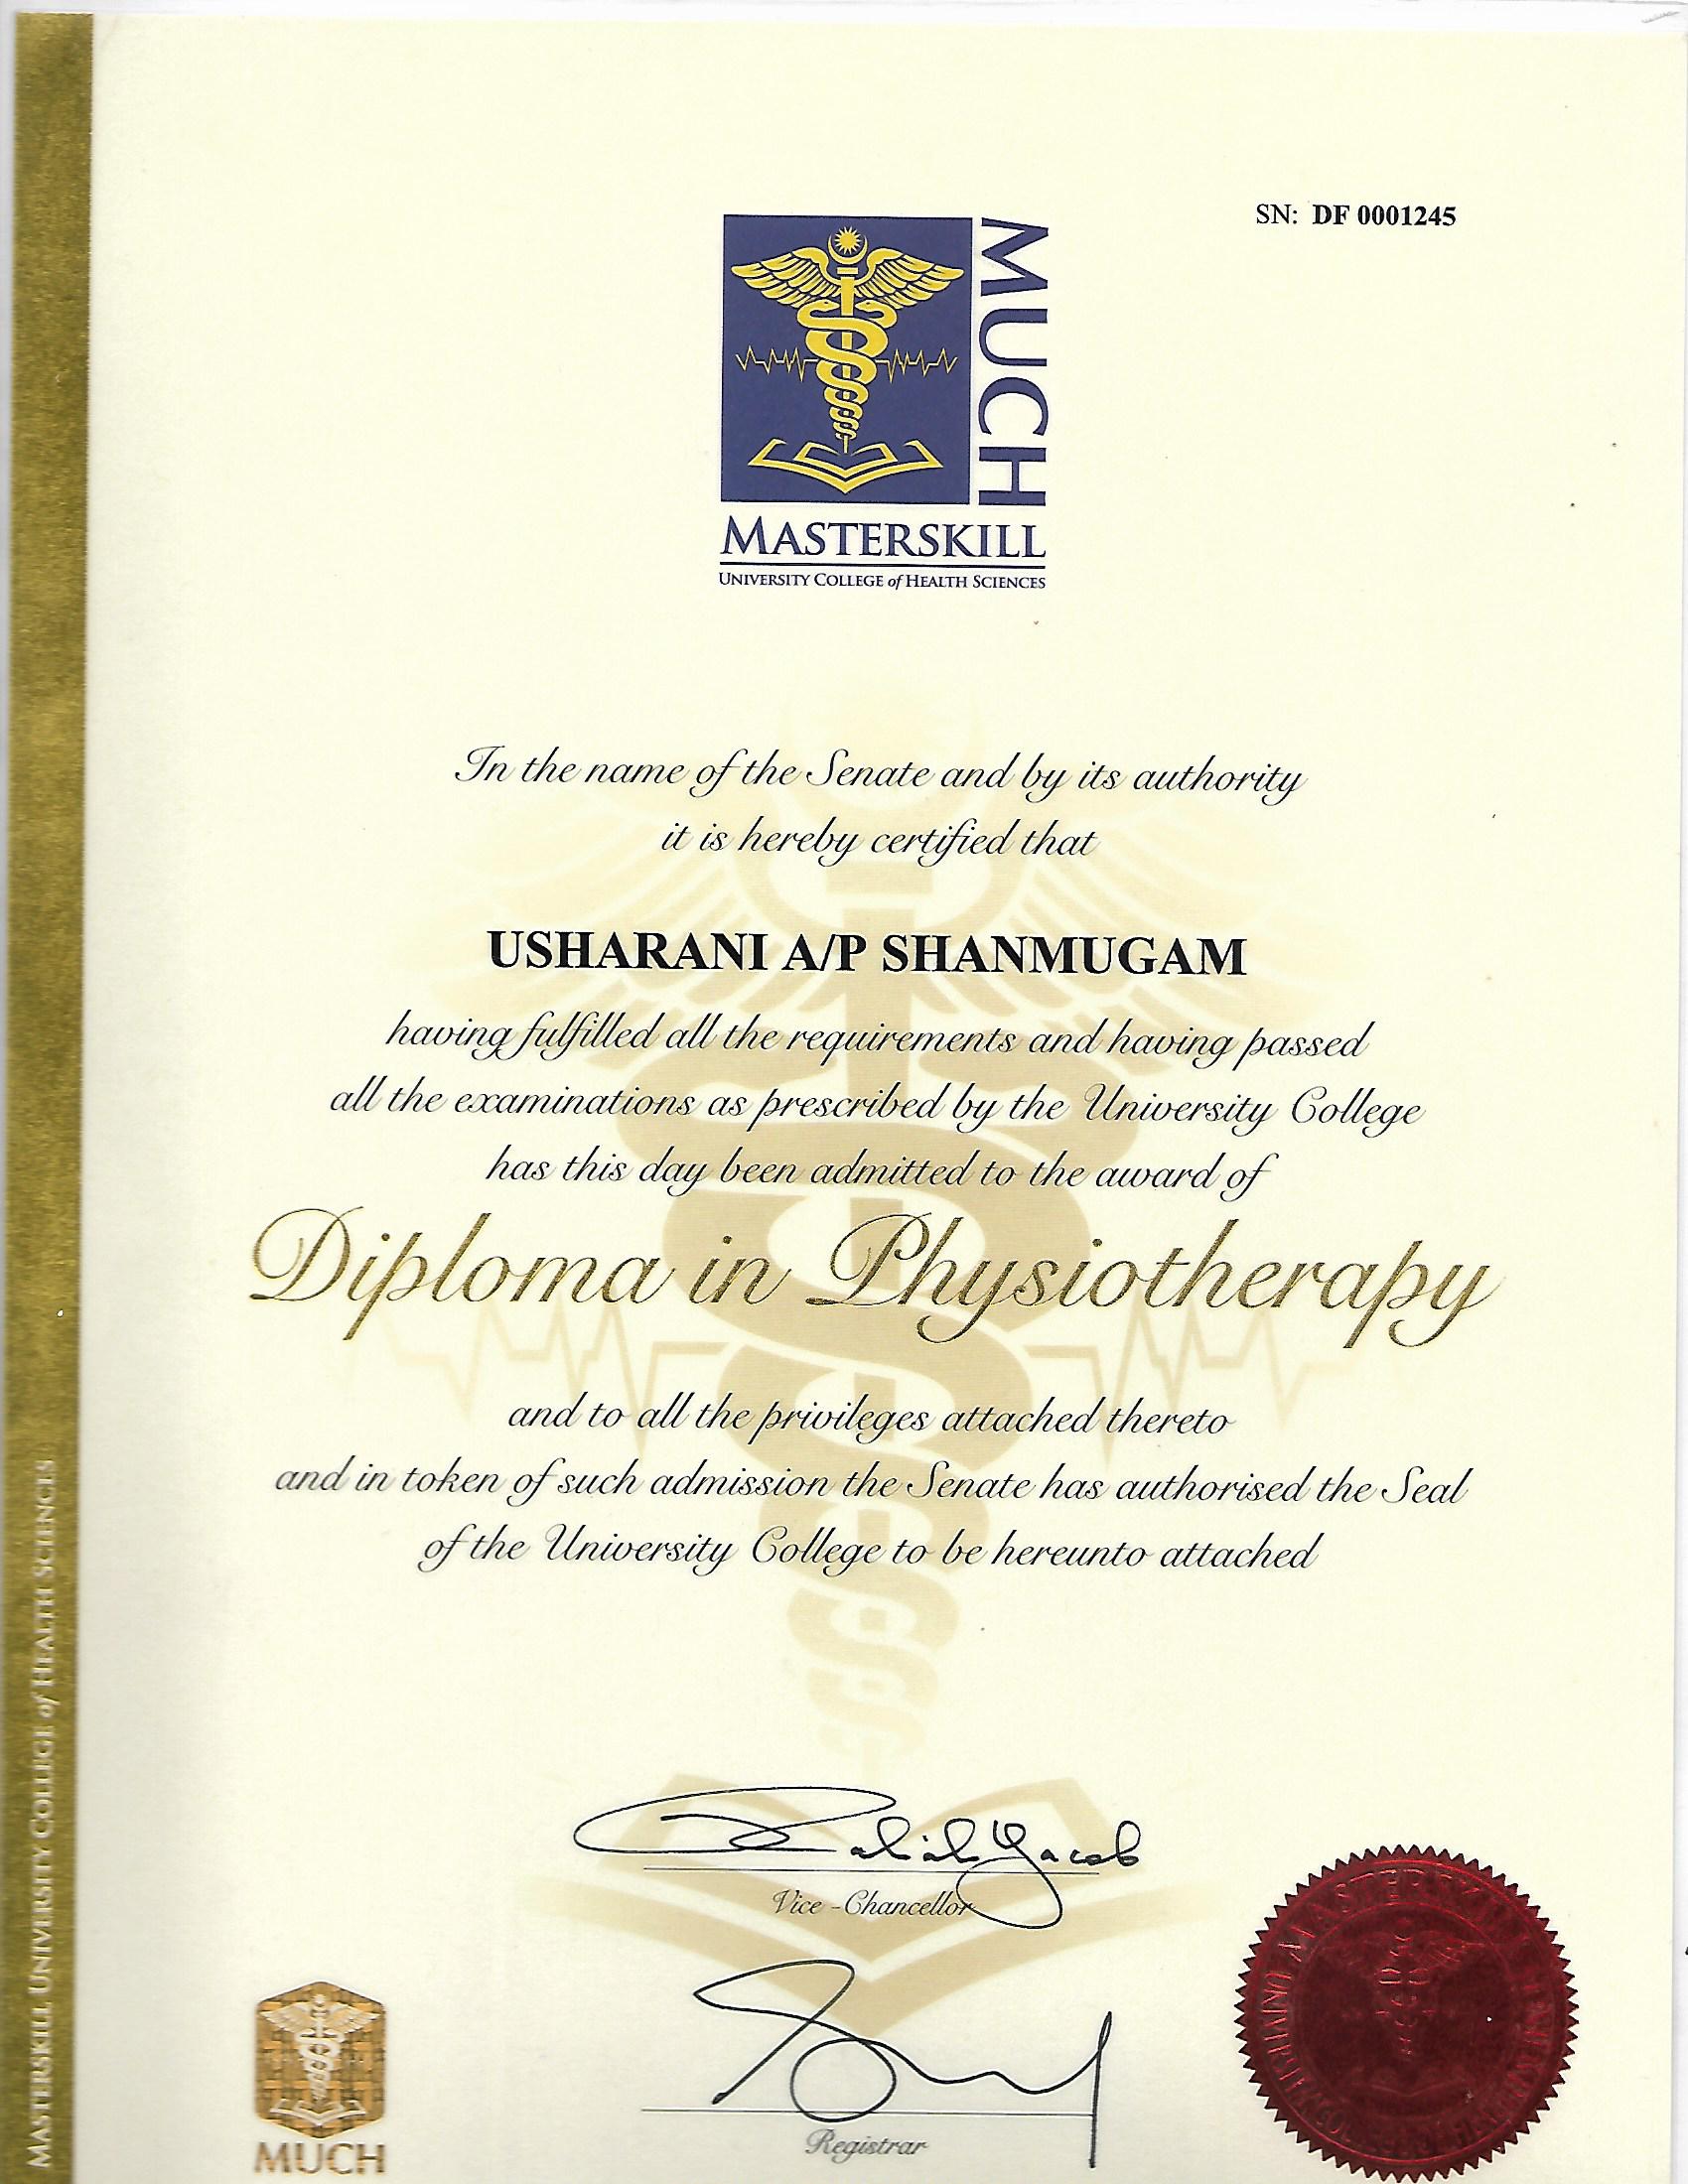 SN: DF 0001245
MUCH
MASTERSKILL
UNIVERSITY COLLEGE of HEALTH SCIENCES
In the name of the Senate and by its authority
it is hereby certified that
USHARANI A/P SHANMUGAM
having fulfilled all the requirements and having passed
all the examinations as prescribed by the University College
has this day been admitted to the award of
Diploma in Physiotherapy
and to all the privileges attached thereto
and in token of such admission the Senate has authorised the Seal
of the University College to be hereunto attached
Vice -Chancellor
Registrar
MUCH
MASTERSKILL UNIVERSITY COLLEGE of HEALTH SCIENCES